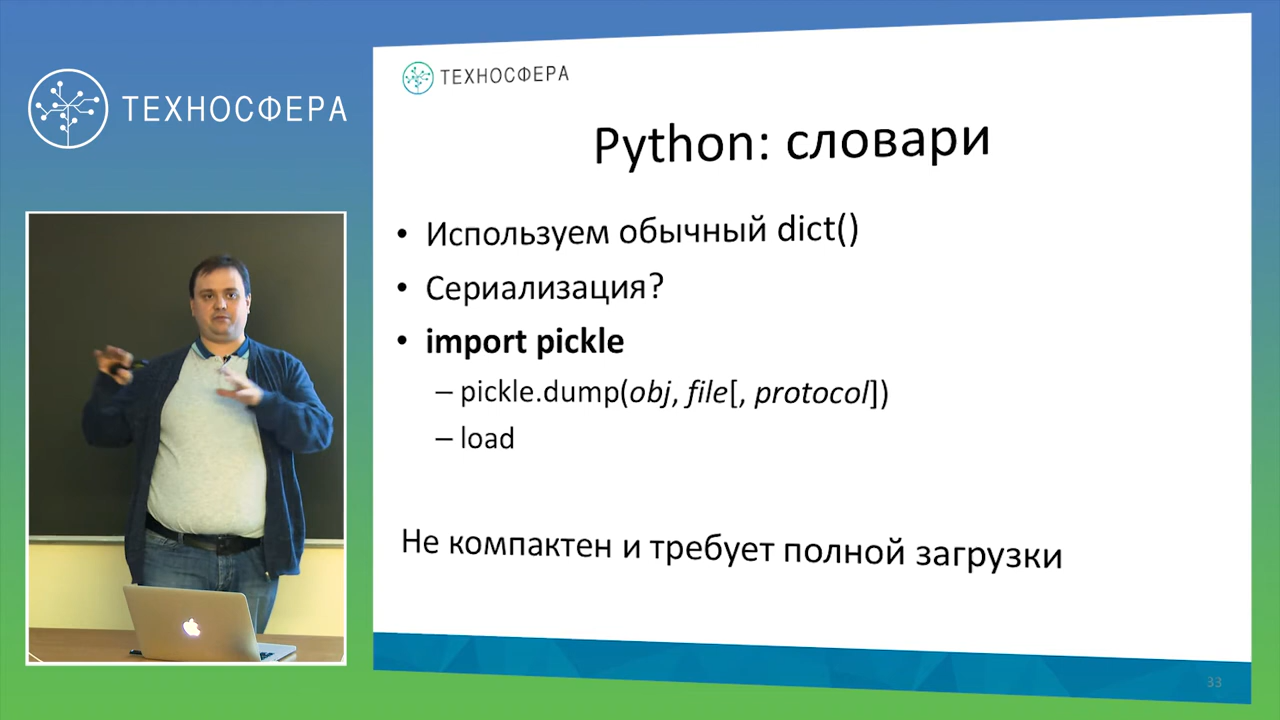 ТЕХНОСФЕРА
ТЕХНОСФЕРА
Python: словари
• Используем обычный dict()
• Сериализация?
• import pickle
– pickle.dump(obj, file[, protocol])
– load
Не компактен и требует полной загрузки
33